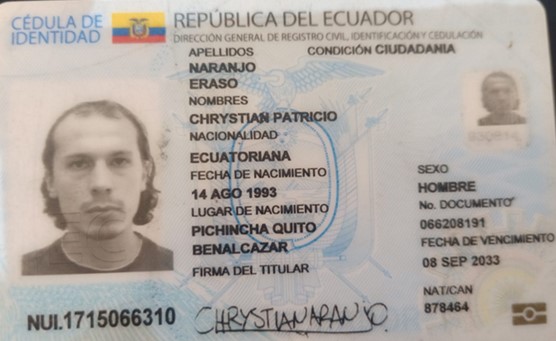 CÉDULA DE
IDENTIDAD
REPÚBLICA DEL ECUADOR
DIRECCIÓN GENERAL DE REGISTRO CIVIL, IDENTIFICACIÓN Y CEDULACIÓN
APELLIDOS
CONDICIÓN CIUDADANIA
NARANJO
ERASO
NOMBRES
CHRYSTIAN PATRICIO
NACIONALIDAD
ECUATORIANA
FECHA DE NACIMIENTO
14 AGO 1993
LUGAR DE NACIMIENTO
PICHINCHA QUITO
BENALCAZAR
FIRMA DEL TITULAR
SEXO
HOMBRE
No. DOCUMENTO
066208191
FECHA DE VENCIMIENTO
08 SEP 2033
NAT/CAN
878464
NUI.1715066310
CHRYSTIANARANJO